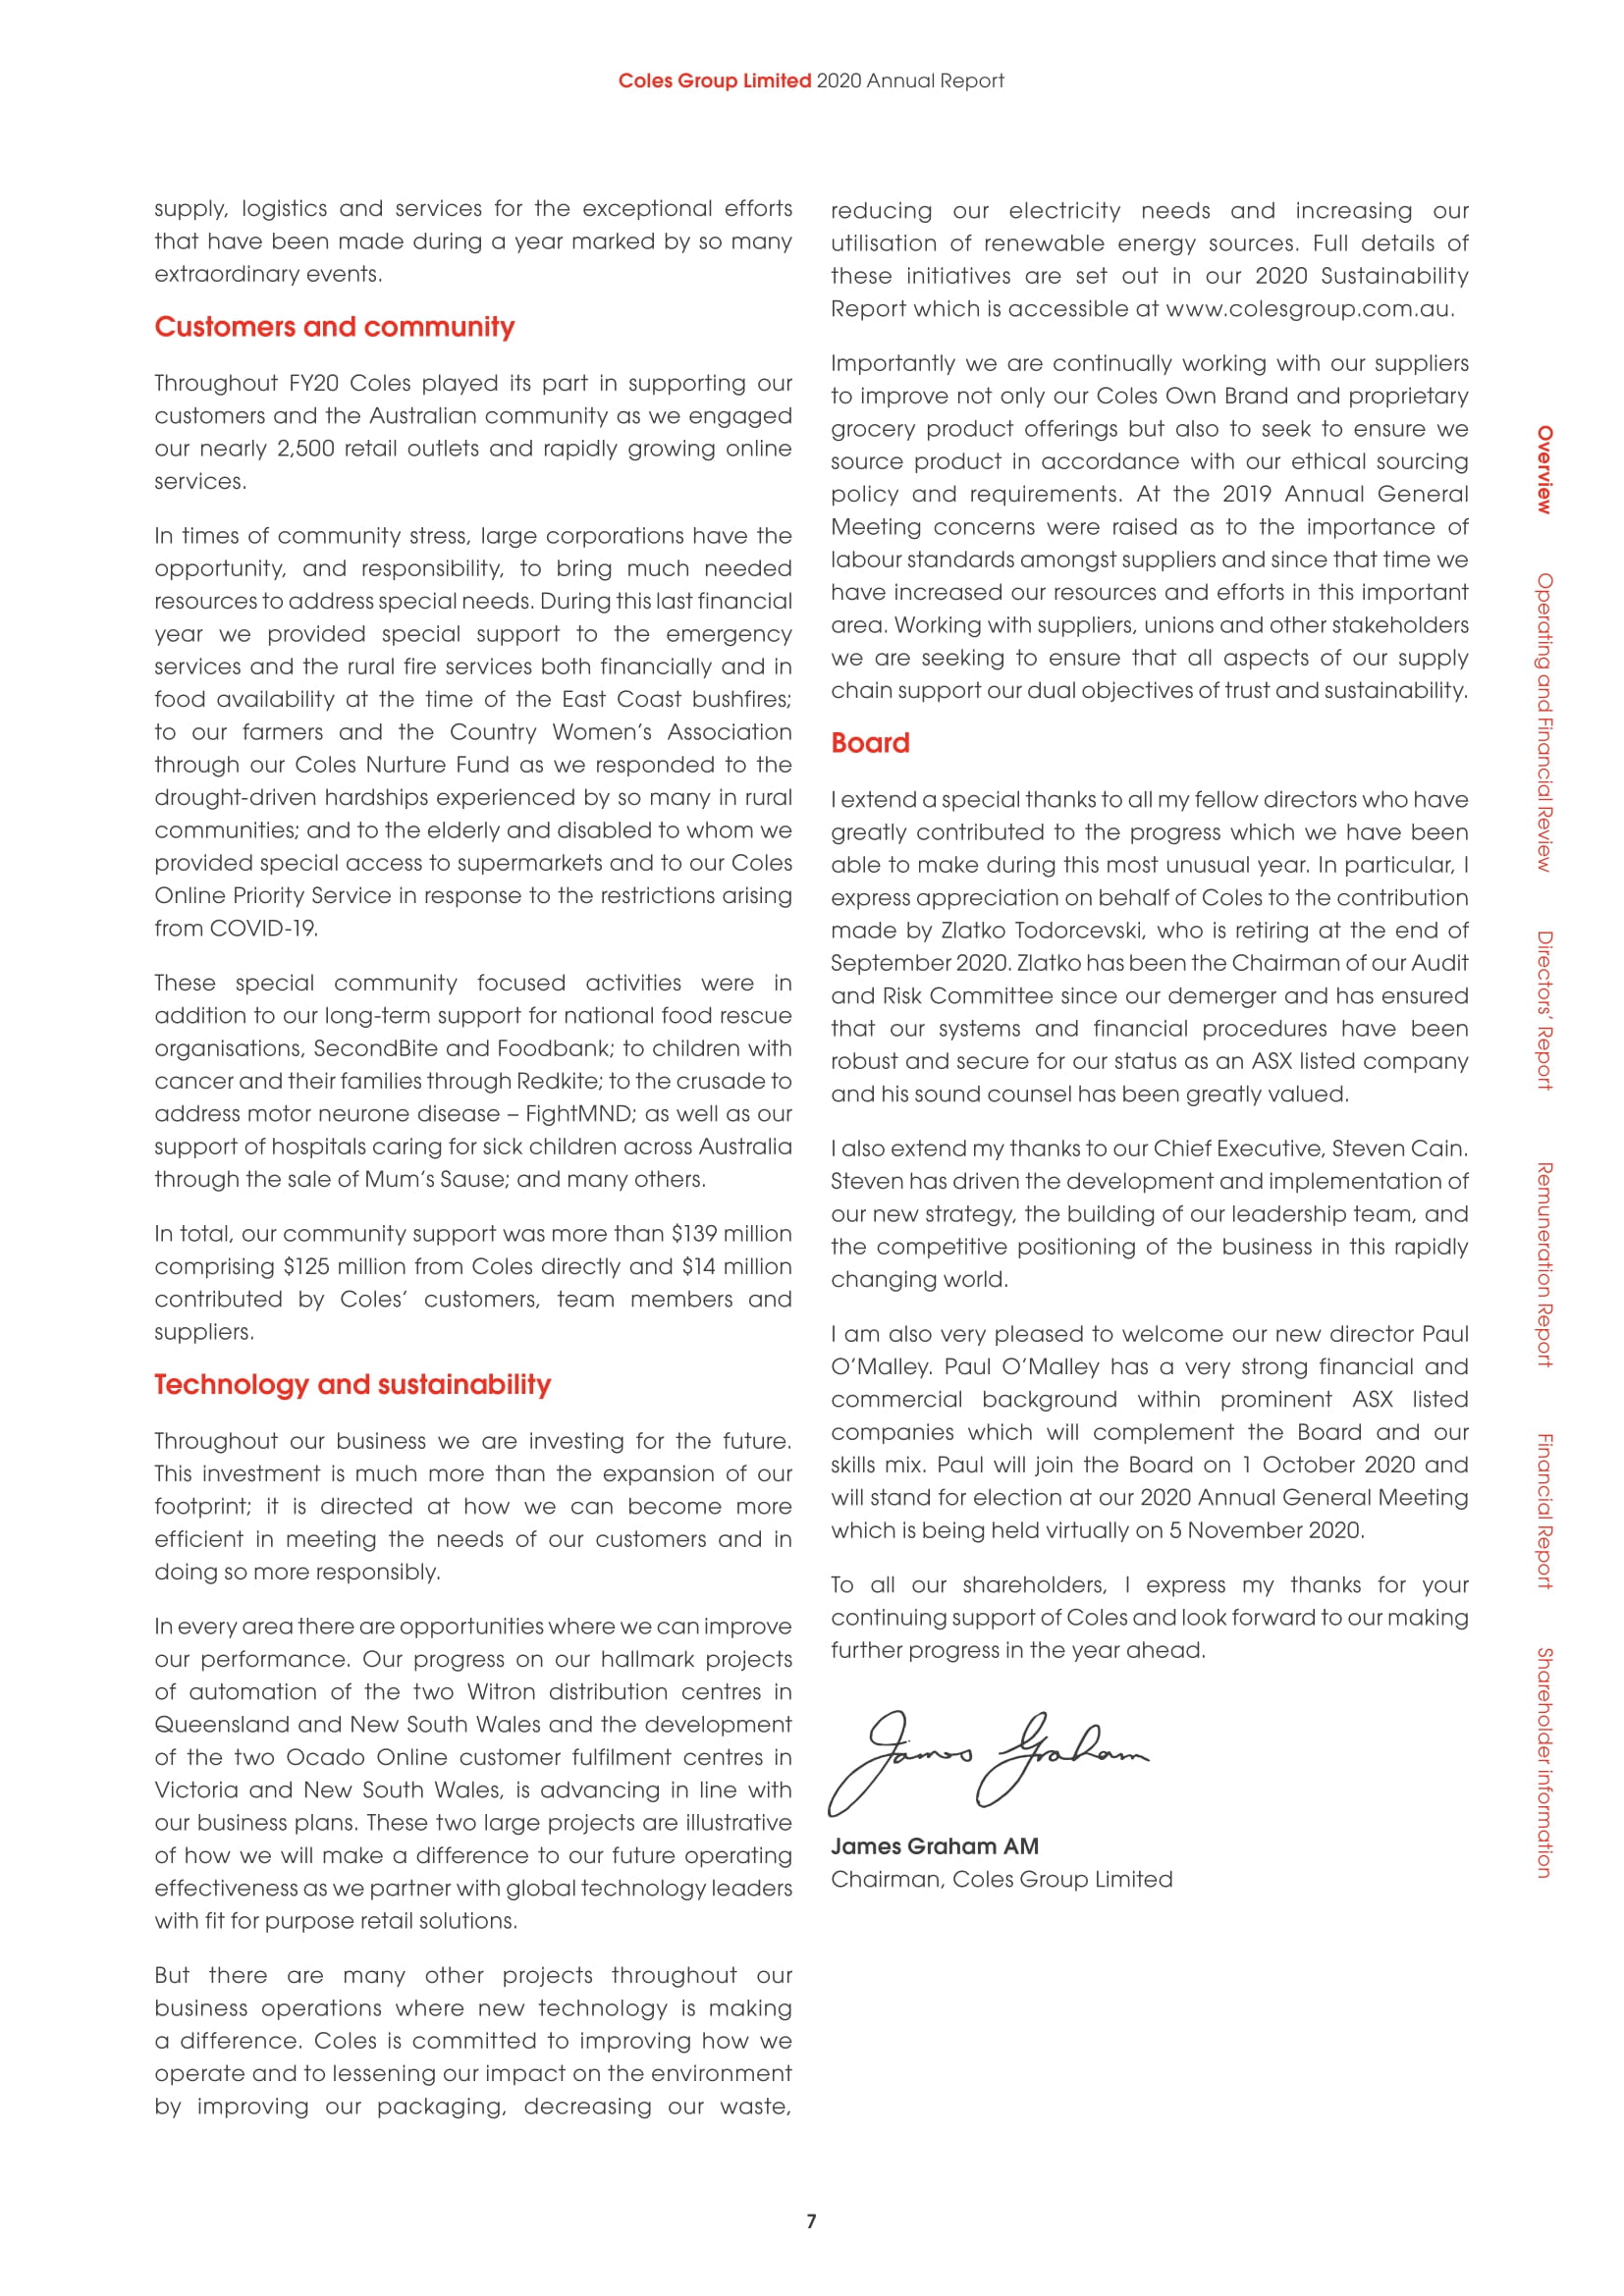 Coles Group Limited 2020 Annual Report
supply, logistics and services for the exceptional efforts
that have been made during a year marked by so many
extraordinary events.
Customers and community
Throughout FY20 Coles played its part in supporting our
customers and the Australian community as we engaged
our nearly 2,500 retail outlets and rapidly growing online
services.
In times of community stress, large corporations have the
opportunity, and responsibility, to bring much needed
resources to address special needs. During this last financial
year we provided special support to the emergency
services and the rural fire services both financially and in
food availability at the time of the East Coast bushfires;
to our farmers and the Country Women's Association
through our Coles Nurture Fund as we responded to the
drought-driven hardships experienced by so many in rural
communities; and to the elderly and disabled to whom we
provided special access to supermarkets and to our Coles
Online Priority Service in response to the restrictions arising
from COVID-19.
These special community focused activities were in
addition to our long-term support for national food rescue
organisations, SecondBite and Foodbank; to children with
cancer and their families through Redkite; to the crusade to
address motor neurone disease – FightMND; as well as our
support of hospitals caring for sick children across Australia
through the sale of Mum's Sause; and many others.
In total, our community support was more than $139 million
comprising $125 million from Coles directly and $14 million
contributed by Coles' customers, team members and
suppliers.
Technology and sustainability
Throughout our business we are investing for the future.
This investment is much more than the expansion of our
footprint; it is directed at how we can become more
efficient in meeting the needs of our customers and in
doing so more responsibly.
In every area there are opportunities where we can improve
our performance. Our progress on our hallmark projects
of automation of the two Witron distribution centres in
Queensland and New South Wales and the development
of the two Ocado Online customer fulfilment centres in
Victoria and New South Wales, is advancing in line with
our business plans. These two large projects are illustrative
of how we will make a difference to our future operating
effectiveness as we partner with global technology leaders
with fit for purpose retail solutions.
But there are many other projects throughout our
business operations where new technology is making
a difference. Coles is committed to improving how we
operate and to lessening our impact on the environment
by improving our packaging, decreasing our waste,
reducing our electricity needs and increasing our
utilisation of renewable energy sources. Full details of
these initiatives are set out in our 2020 Sustainability
Report which is accessible at www.colesgroup.com.au.
Importantly we are continually working with our suppliers
to improve not only our Coles Own Brand and proprietary
grocery product offerings but also to seek to ensure we
source product in accordance with our ethical sourcing
policy and requirements. At the 2019 Annual General
Meeting concerns were raised as to the importance of
labour standards amongst suppliers and since that time we
have increased our resources and efforts in this important
area. Working with suppliers, unions and other stakeholders
we are seeking to ensure that all aspects of our supply
chain support our dual objectives of trust and sustainability.
Board
I extend a special thanks to all my fellow directors who have
greatly contributed to the progress which we have been
able to make during this most unusual year. In particular, I
express appreciation on behalf of Coles to the contribution
made by Zlatko Todorcevski, who is retiring at the end of
September 2020. Zlatko has been the Chairman of our Audit
and Risk Committee since our demerger and has ensured
that our systems and financial procedures have been
robust and secure for our status as an ASX listed company
and his sound counsel has been greatly valued.
I also extend my thanks to our Chief Executive, Steven Cain.
Steven has driven the development and implementation of
our new strategy, the building of our leadership team, and
the competitive positioning of the business in this rapidly
changing world.
I am also very pleased to welcome our new director Paul
O'Malley. Paul O'Malley has a very strong financial and
commercial background within prominent ASX listed
companies which will complement the Board and our
skills mix. Paul will join the Board on 1 October 2020 and
will stand for election at our 2020 Annual General Meeting
which is being held virtually on 5 November 2020.
To all our shareholders, I express my thanks for your
continuing support of Coles and look forward to our making
further progress in the year ahead.
James Graham
James Graham AM
Chairman, Coles Group Limited
Overview
Operating and Financial Review
Directors' Report
Remuneration Report
Financial Report
Shareholder information
7